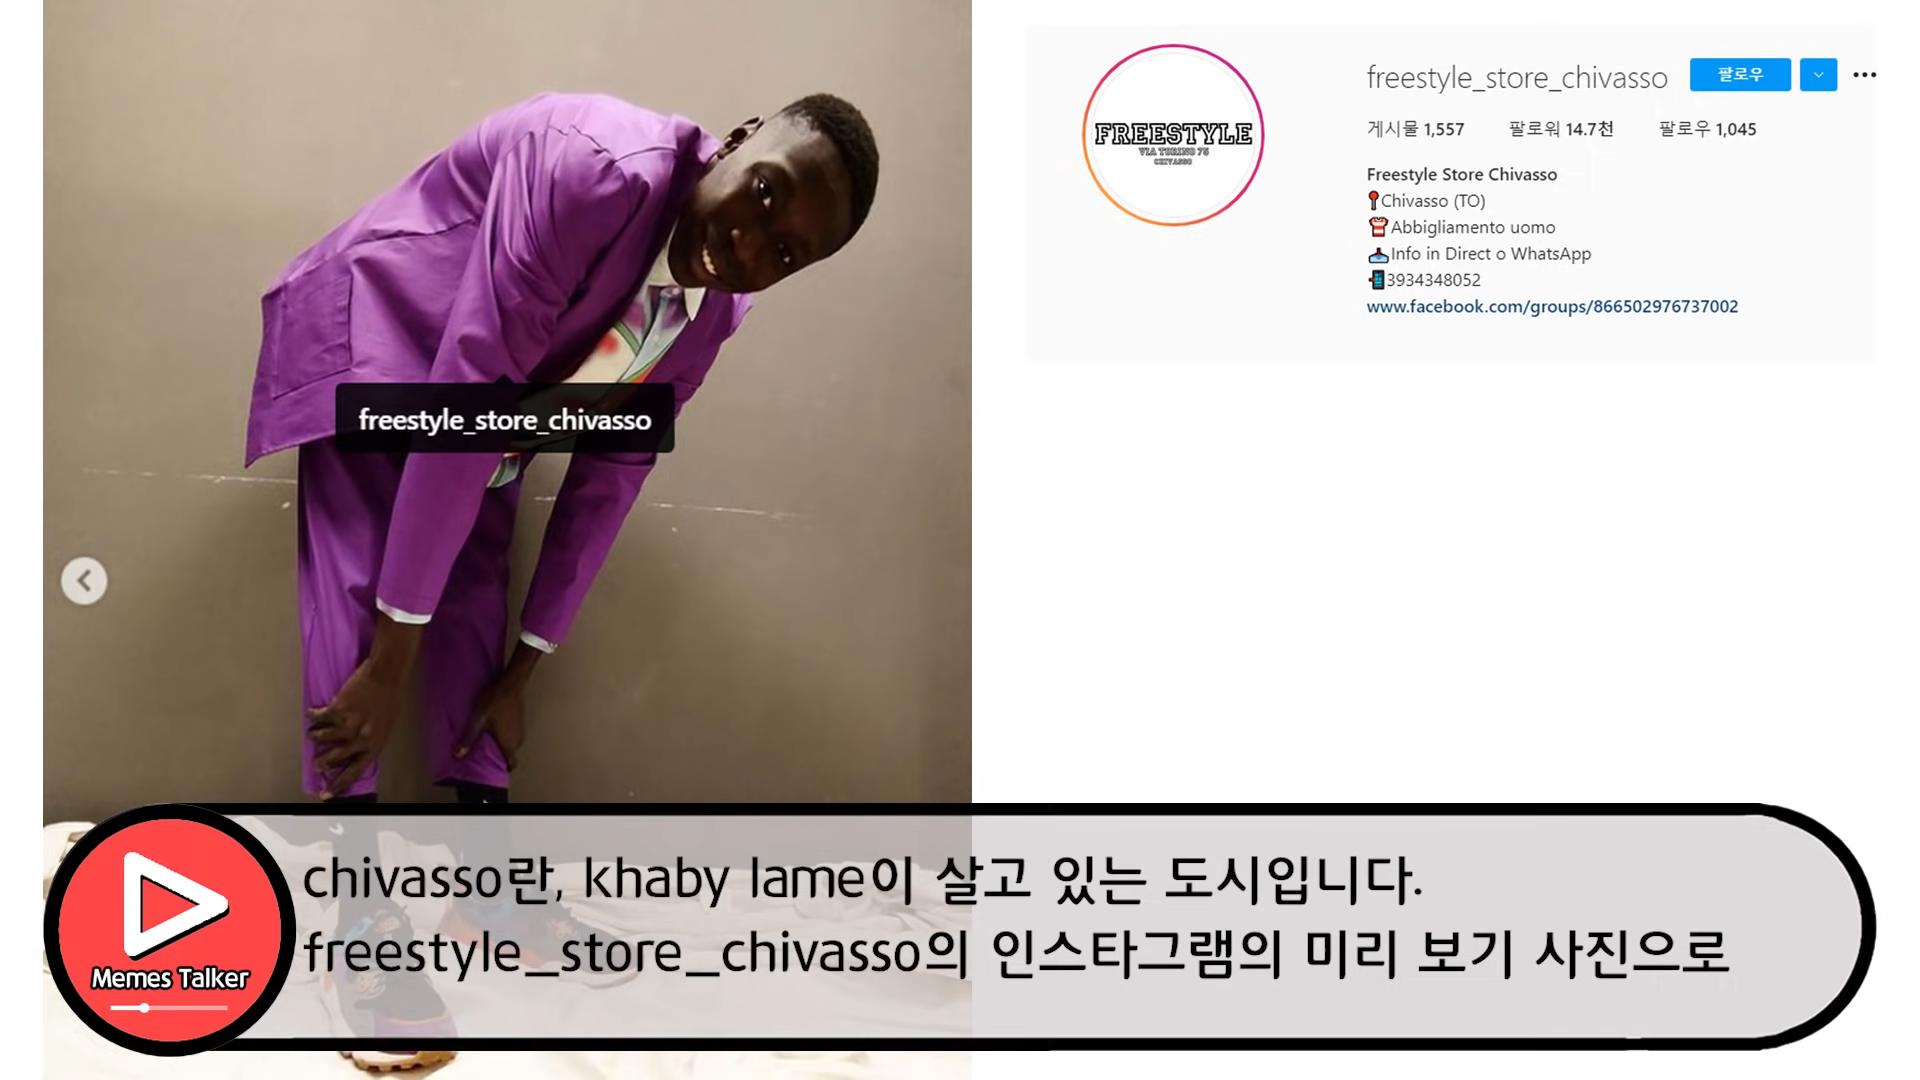 freestyle_store_chivasso
FREESTYLE
VIA TORINO 75
CHIVASSO
freestyle_store_chivasso 팔로우
게시물 1,557 팔로워 14.7천 팔로우 1,045
Freestyle Store Chivasso
Chivasso (TO)
Abbigliamento uomo
Info in Direct o WhatsApp
3934348052
www.facebook.com/groups/866502976737002
chivasso란, khaby lame이 살고 있는 도시입니다.
freestyle_store_chivasso의 인스타그램의 미리 보기 사진으로
Memes Talker